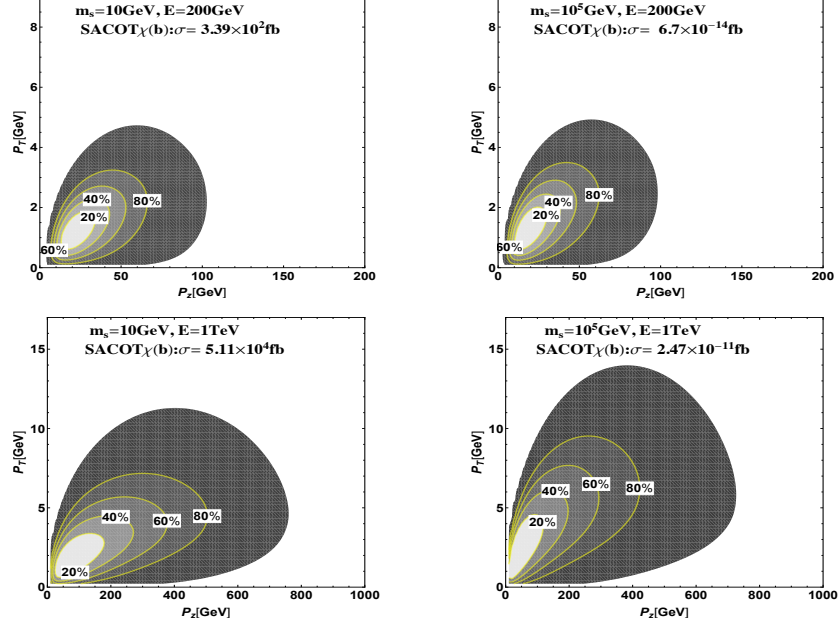 m_s=10GeV, E=200GeV
SACOTχ(b):σ= 3.39×10²fb
8
6
4
2
0
P_T[GeV]
40%
20%
80%
60%
0 50 100 150 200
P_z[GeV]
m_s=10⁵GeV, E=200GeV
SACOTχ(b):σ= 6.7×10⁻¹⁴fb
8
6
4
2
0
P_T[GeV]
40%
20%
80%
60%
0 50 100 150 200
P_z[GeV]
m_s=10GeV, E=1TeV
SACOTχ(b):σ= 5.11×10⁴fb
15
10
5
0
P_T[GeV]
40%
60%
80%
20%
0 200 400 600 800 1000
P_z[GeV]
m_s=10⁵GeV, E=1TeV
SACOTχ(b):σ= 2.47×10⁻¹¹fb
15
10
5
0
P_T[GeV]
60%
40%
80%
20%
0 200 400 600 800 1000
P_z[GeV]